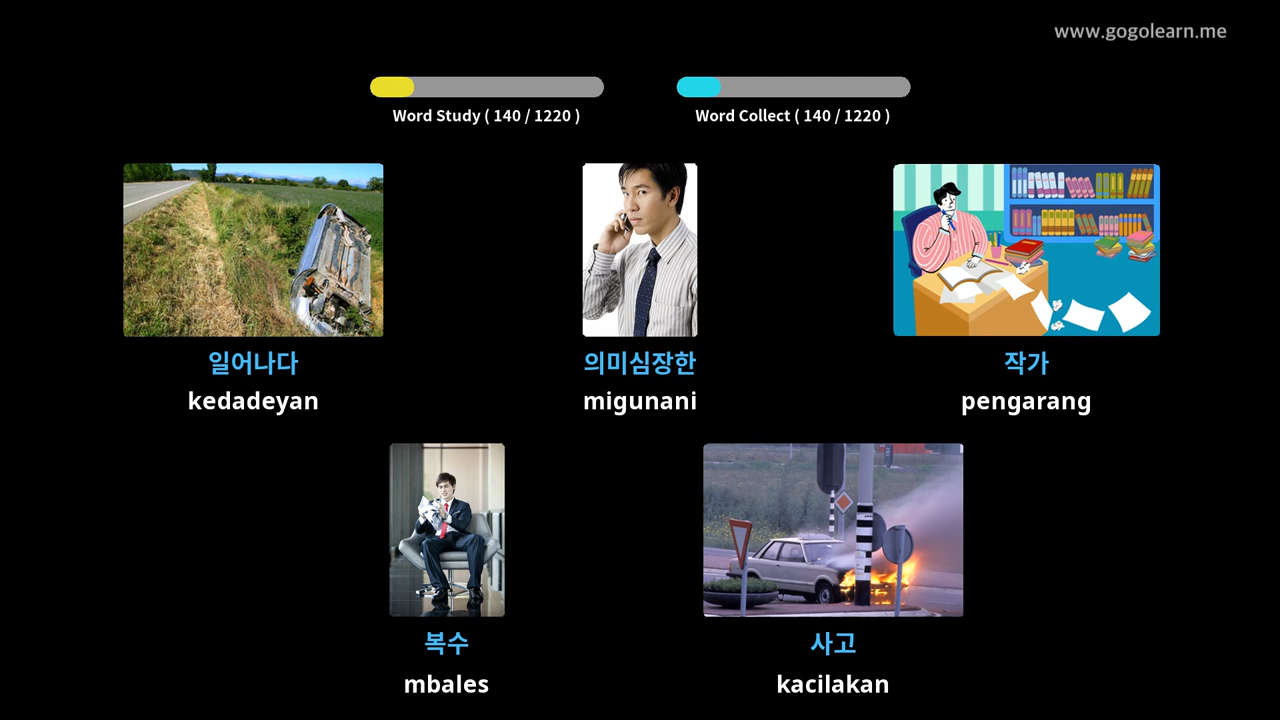 www.gogolearn.me
Word Study ( 140 / 1220 )
Word Collect ( 140 / 1220 )
일어나다
kedadeyan
의미심장한
migunani
작가
pengarang
복수
mbales
사고
kacilakan